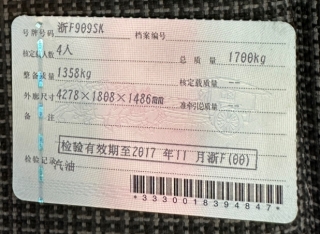 号牌号码 浙F909SK 档案编号
核定载人数 4人 总质量 1700kg
整备质量 1358kg 核定载质量 --
外廓尺寸 4278×1808×1486mm 准牵引总质量 --
备注
检验有效期至2017年11月浙F(00)
检验记录 汽油
*3330018394847*